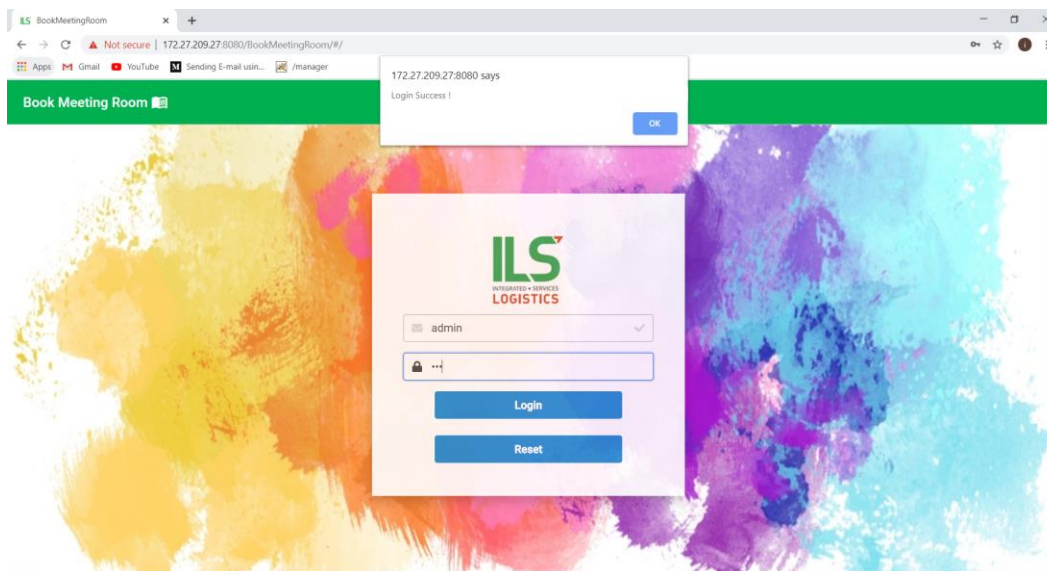 ILS BookMeetingRoom
Not secure | 172.27.209.27:8080/BookMeetingRoom/#/
Apps Gmail YouTube M Sending E-mail usin... /manager
172.27.209.27:8080 says
Login Success !
OK
Book Meeting Room
ILS
INTEGRATED • SERVICES
LOGISTICS
admin
Login
Reset